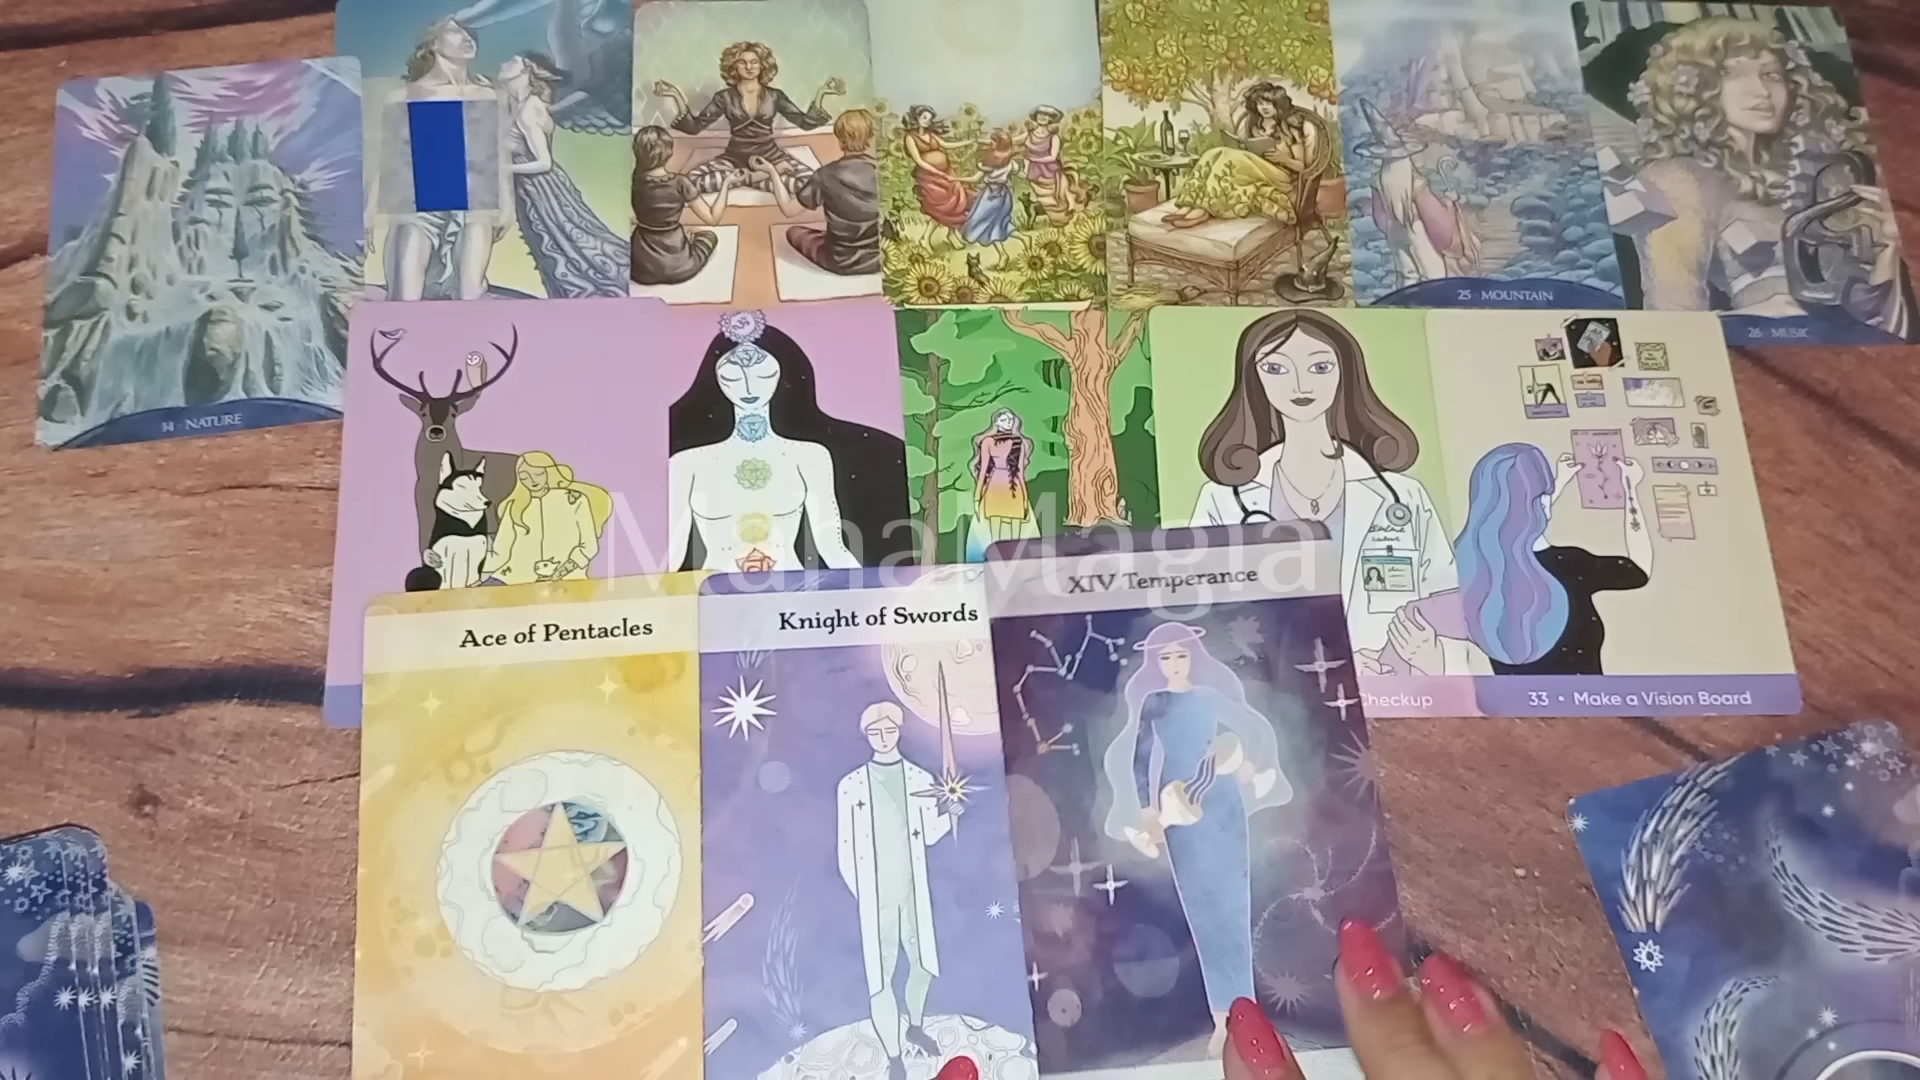 25 · MOUNTAIN
26 · MUSIC
14 · NATURE
MahaMagia
XIV Temperance
Knight of Swords
Ace of Pentacles
Checkup
33 • Make a Vision Board